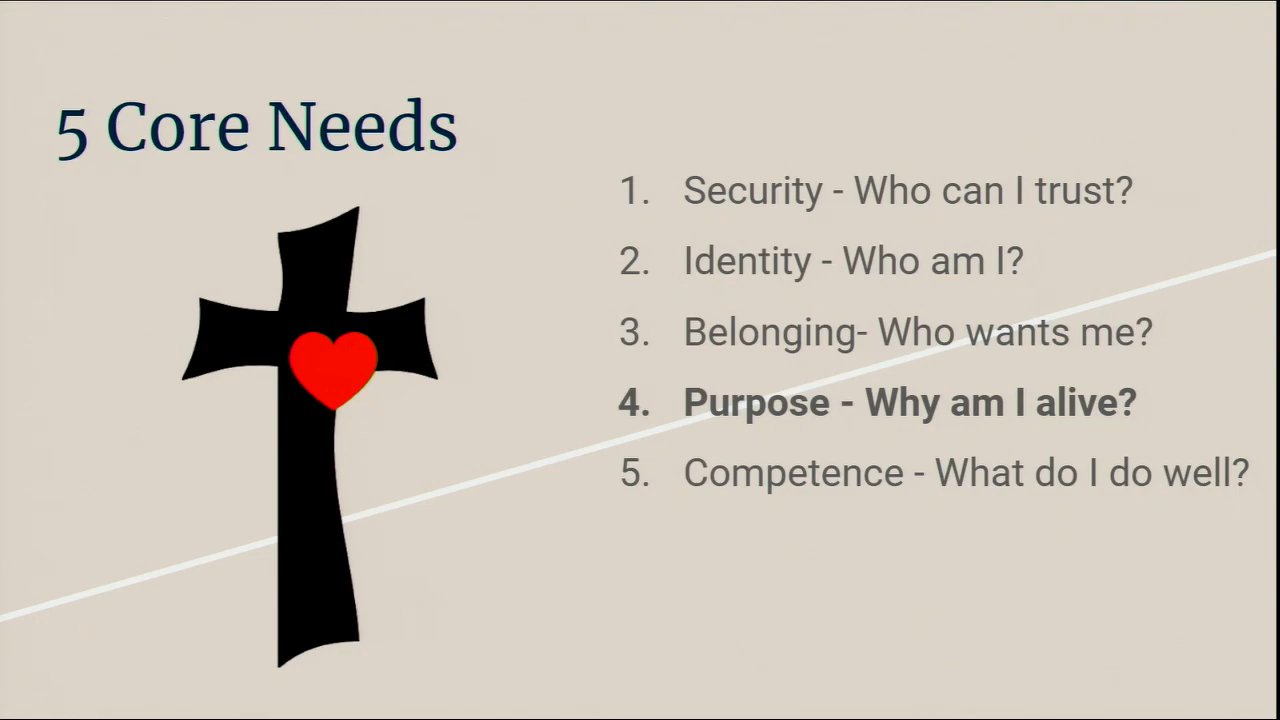 5 Core Needs
1. Security - Who can I trust?
2. Identity - Who am I?
3. Belonging- Who wants me?
4. Purpose - Why am I alive?
5. Competence - What do I do well?